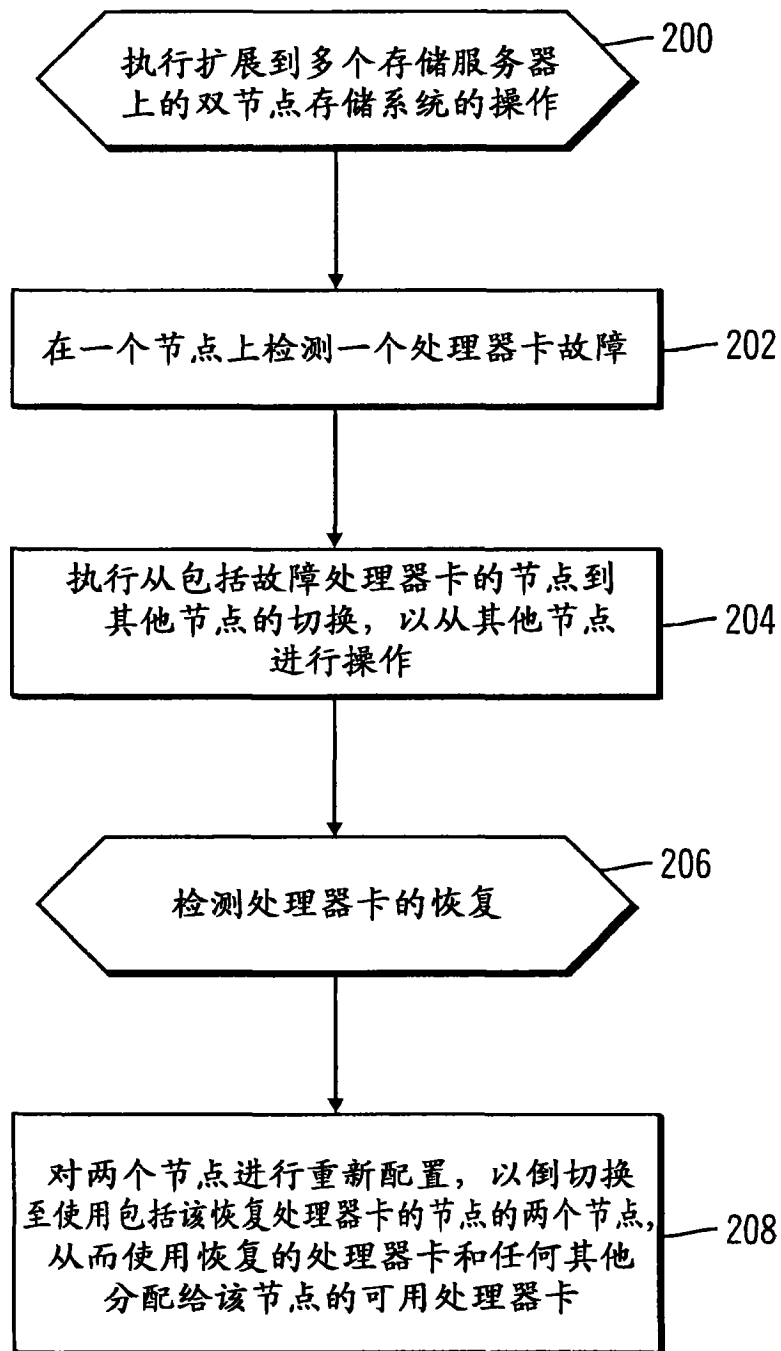 执行扩展到多个存储服务器
上的双节点存储系统的操作
200
在一个节点上检测一个处理器卡故障
202
执行从包括故障处理器卡的节点到
其他节点的切换，以从其他节点
进行操作
204
检测处理器卡的恢复
206
对两个节点进行重新配置，以倒切换
至使用包括该恢复处理器卡的节点的两个节点，
从而使用恢复的处理器卡和任何其他
分配给该节点的可用处理器卡
208